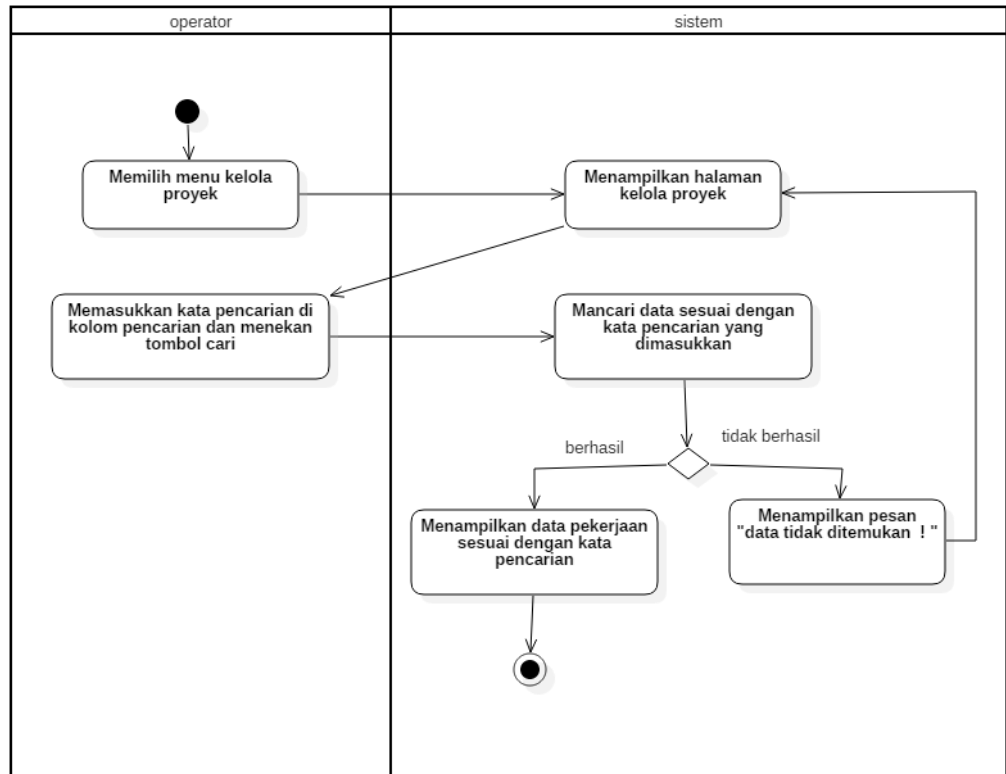 operator
sistem
Memilih menu kelola
proyek
Menampilkan halaman
kelola proyek
Memasukkan kata pencarian di
kolom pencarian dan menekan
tombol cari
Mancari data sesuai dengan
kata pencarian yang
dimasukkan
berhasil
tidak berhasil
Menampilkan data pekerjaan
sesuai dengan kata
pencarian
Menampilkan pesan
"data tidak ditemukan  ! "